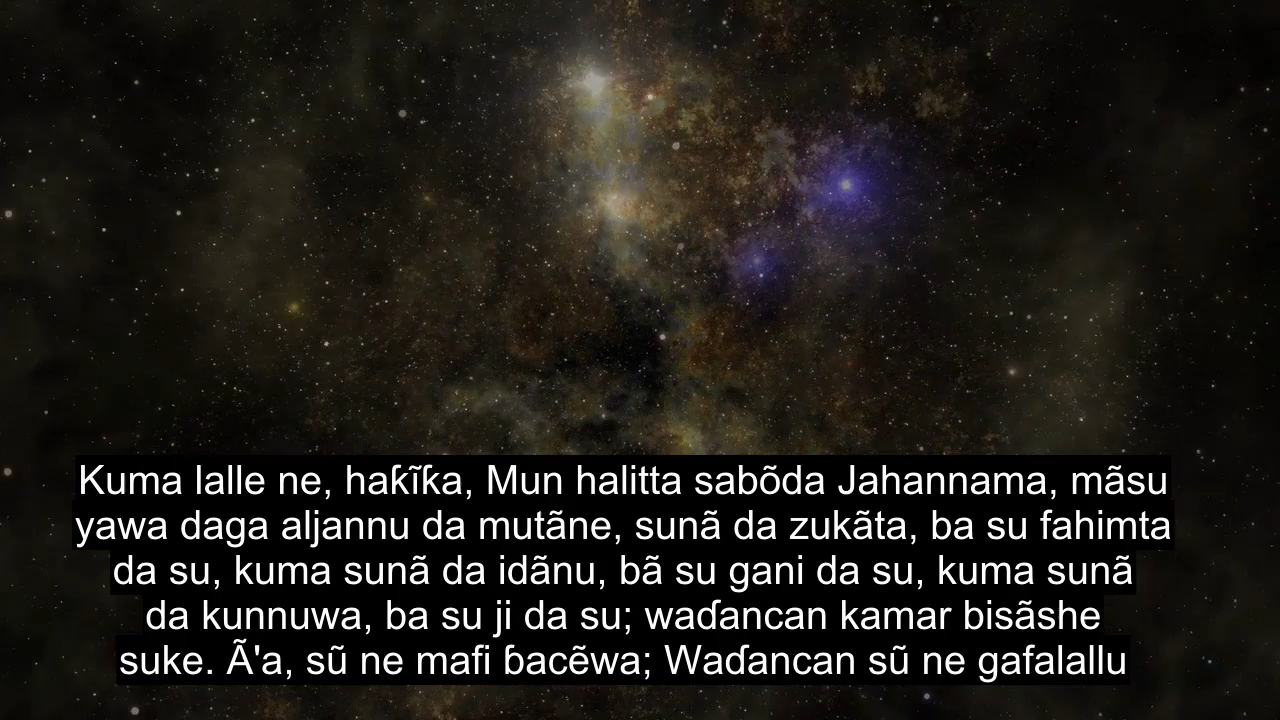 Kuma lalle ne, haƙĩƙa, Mun halitta sabõda Jahannama, mãsu
yawa daga aljannu da mutãne, sunã da zukãta, ba su fahimta
da su, kuma sunã da idãnu, bã su gani da su, kuma sunã
da kunnuwa, ba su ji da su; waɗancan kamar bisãshe
suke. Ã'a, sũ ne mafi ɓacẽwa; Waɗancan sũ ne gafalallu